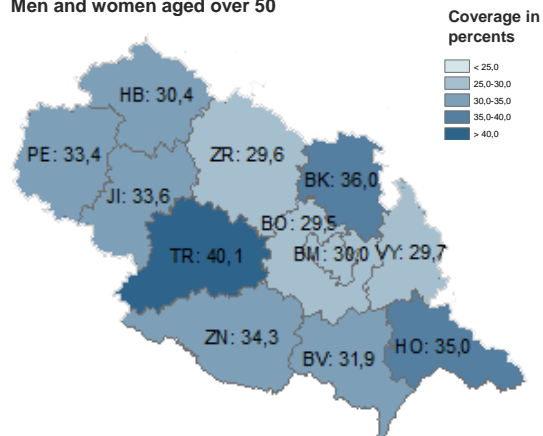 Men and women aged over 50
Coverage in
percents
< 25,0
25,0-30,0
30,0-35,0
35,0-40,0
> 40,0
HB: 30,4
PE: 33,4
ZR: 29,6
BK: 36,0
JI: 33,6
BO: 29,5
TR: 40,1
BM: 30,0
VY: 29,7
ZN: 34,3
BV: 31,9
HO: 35,0